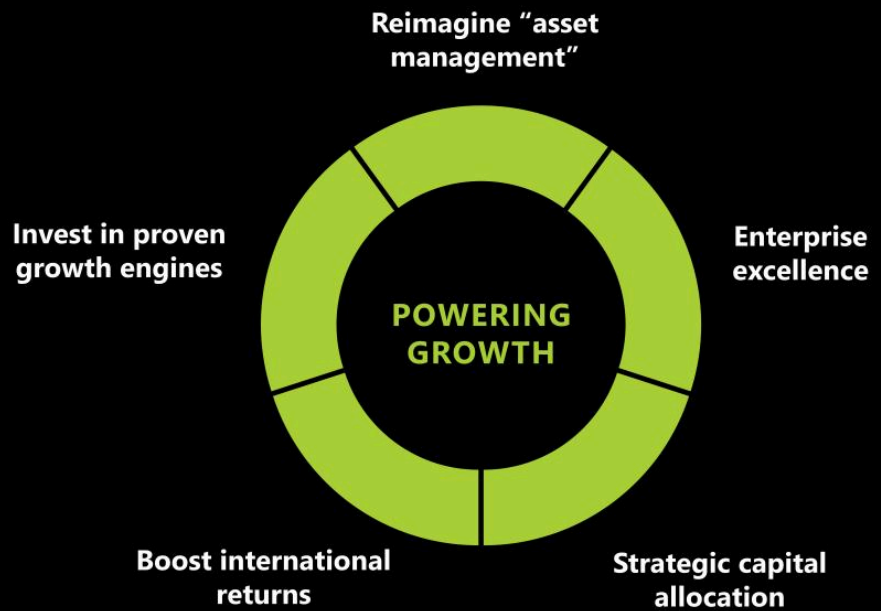 Reimagine “asset
management”
Invest in proven
growth engines
Enterprise
excellence
POWERING
GROWTH
Boost international
returns
Strategic capital
allocation